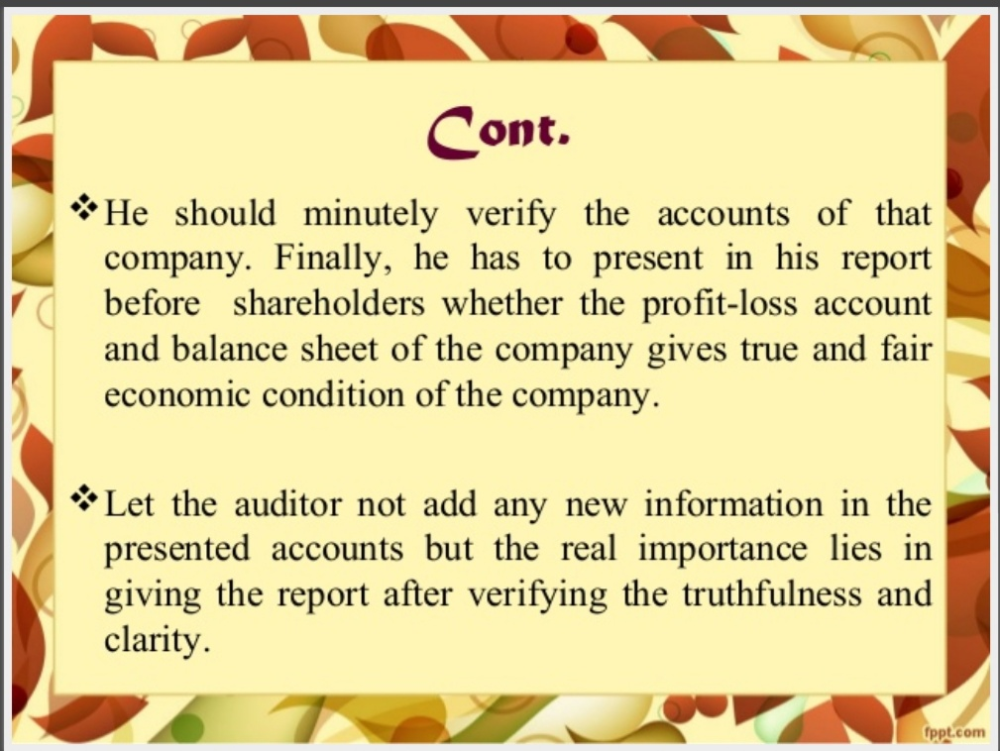 Cont.
❖He should minutely verify the accounts of that
company. Finally, he has to present in his report
before shareholders whether the profit-loss account
and balance sheet of the company gives true and fair
economic condition of the company.
❖Let the auditor not add any new information in the
presented accounts but the real importance lies in
giving the report after verifying the truthfulness and
clarity.
fppt.com